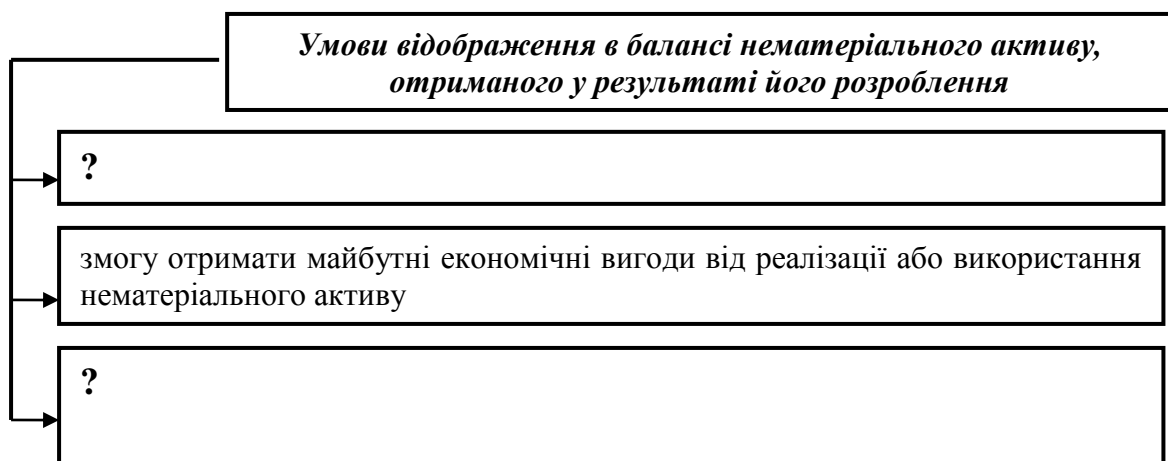 Умови відображення в балансі нематеріального активу,
отриманого у результаті його розроблення
?
змогу отримати майбутні економічні вигоди від реалізації або використання
нематеріального активу
?